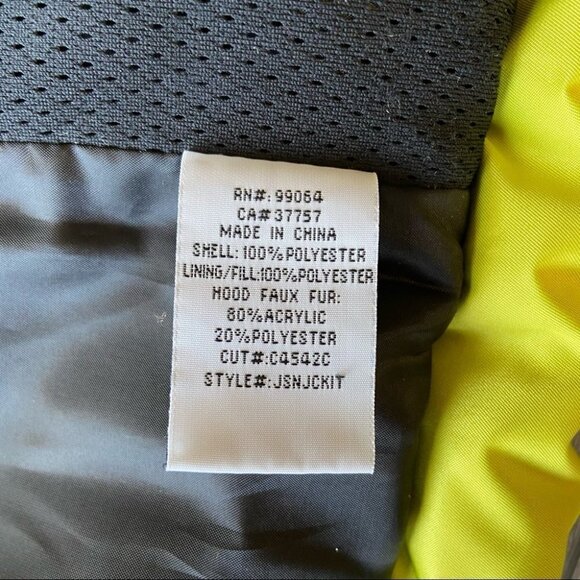 RN#: 99064
CA#37757
MADE IN CHINA
SHELL: 100%POLYESTER
LINING/FILL:100%POLYESTER
HOOD FAUX FUR:
80%ACRYLIC
20%POLYESTER
CUT#:C4542C
STYLE#:JSNJCKIT